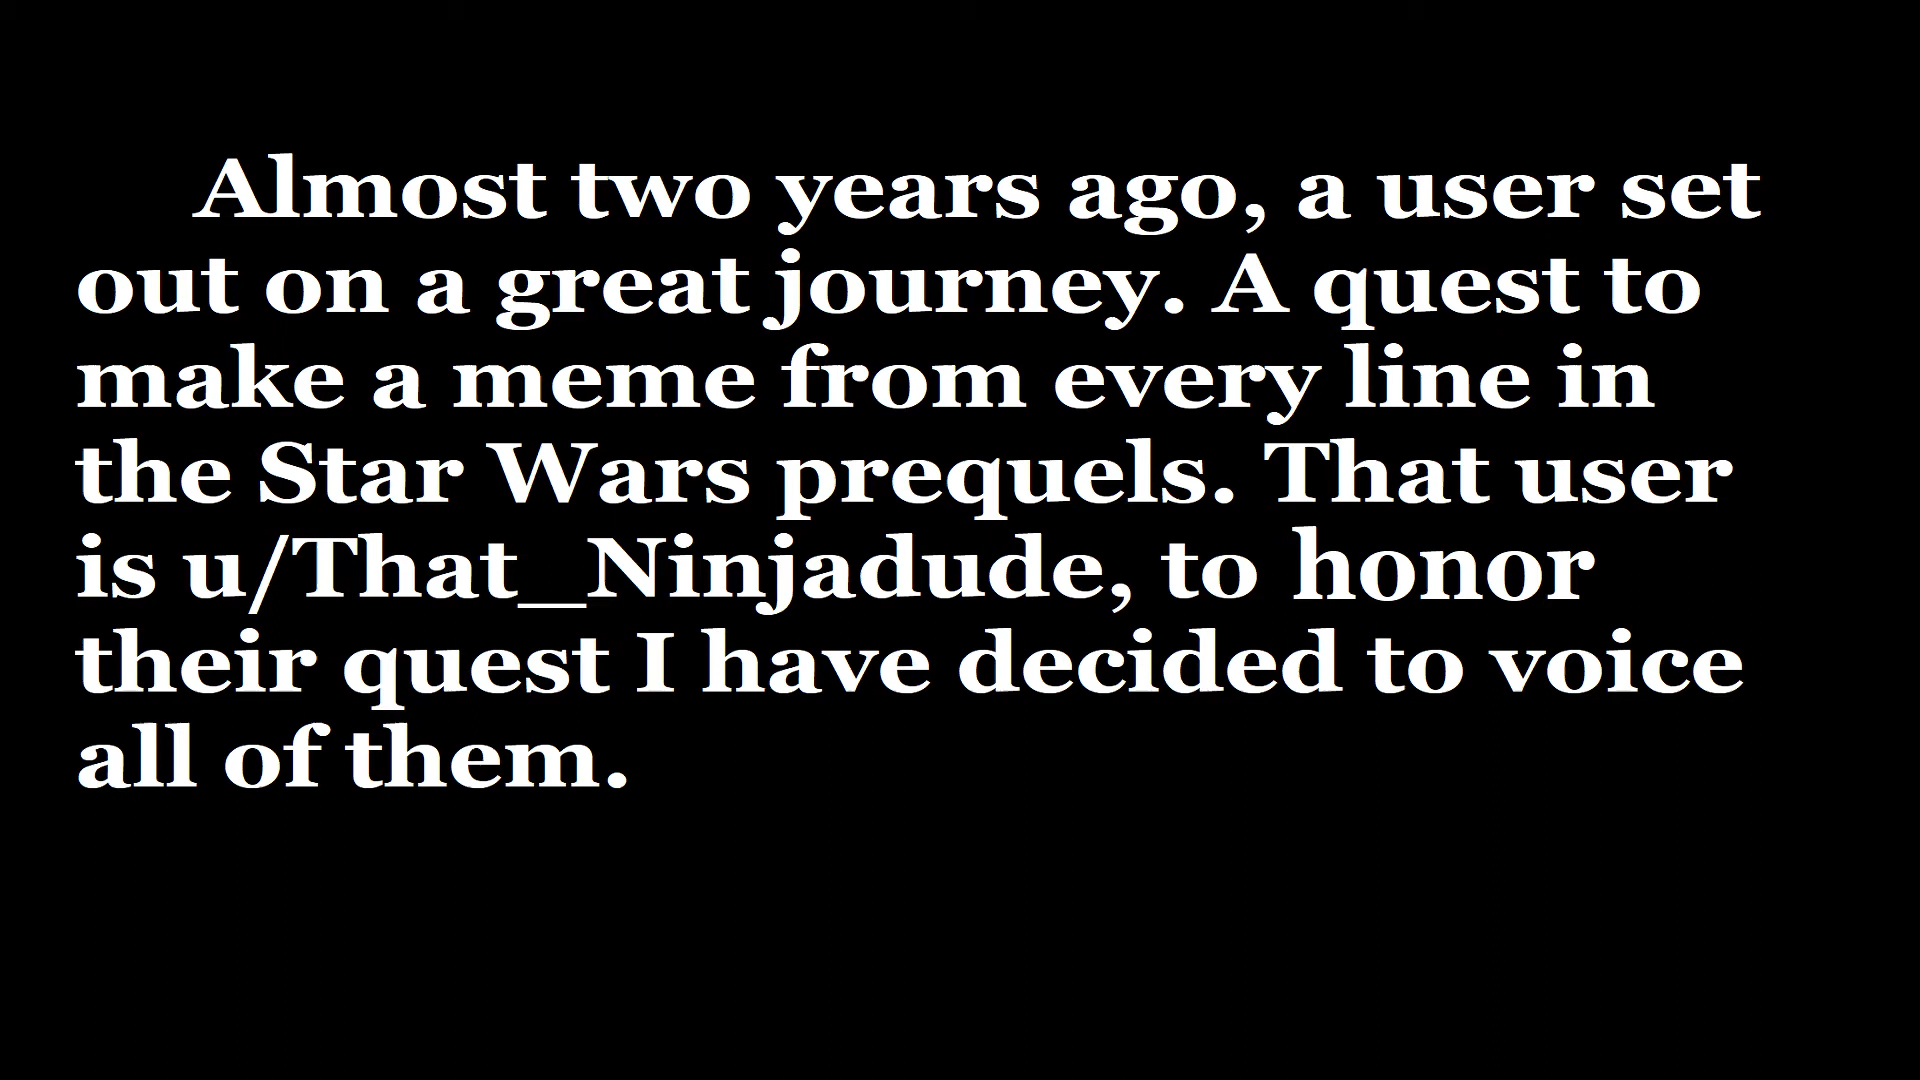 Almost two years ago, a user set
out on a great journey. A quest to
make a meme from every line in
the Star Wars prequels. That user
is u/That_Ninjadude, to honor
their quest I have decided to voice
all of them.